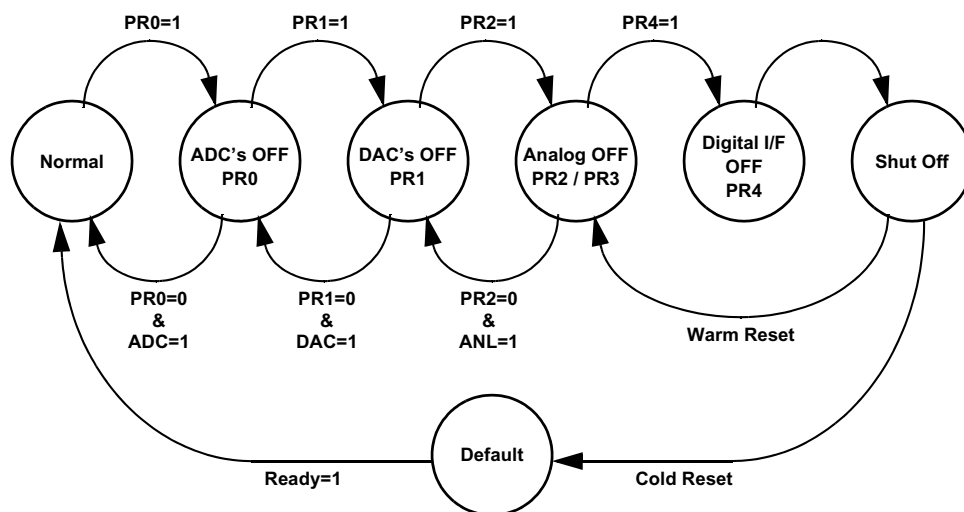 PR0=1
PR1=1
PR2=1
PR4=1
Normal
ADC's OFF
PR0
DAC's OFF
PR1
Analog OFF
PR2 / PR3
Digital I/F
OFF
PR4
Shut Off
PR0=0
&
ADC=1
PR1=0
&
DAC=1
PR2=0
&
ANL=1
Warm Reset
Default
Ready=1
Cold Reset